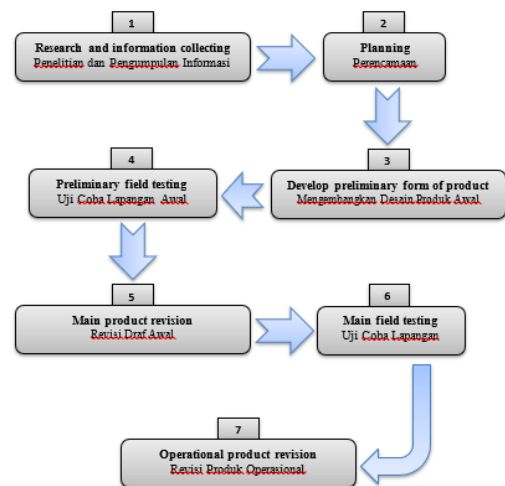 1
Research and information collecting
Penelitian dan Pengumpulan Informasi
2
Planning
Perencamaan
3
Develop preliminary form of product
Mengembangkan Desain Produk Awal
4
Preliminary field testing
Uji Coba Lapangan Awal
5
Main product revision
Revisi Draf Awal
6
Main field testing
Uji Coba Lapangan
7
Operational product revision
Revisi Produk Operasional